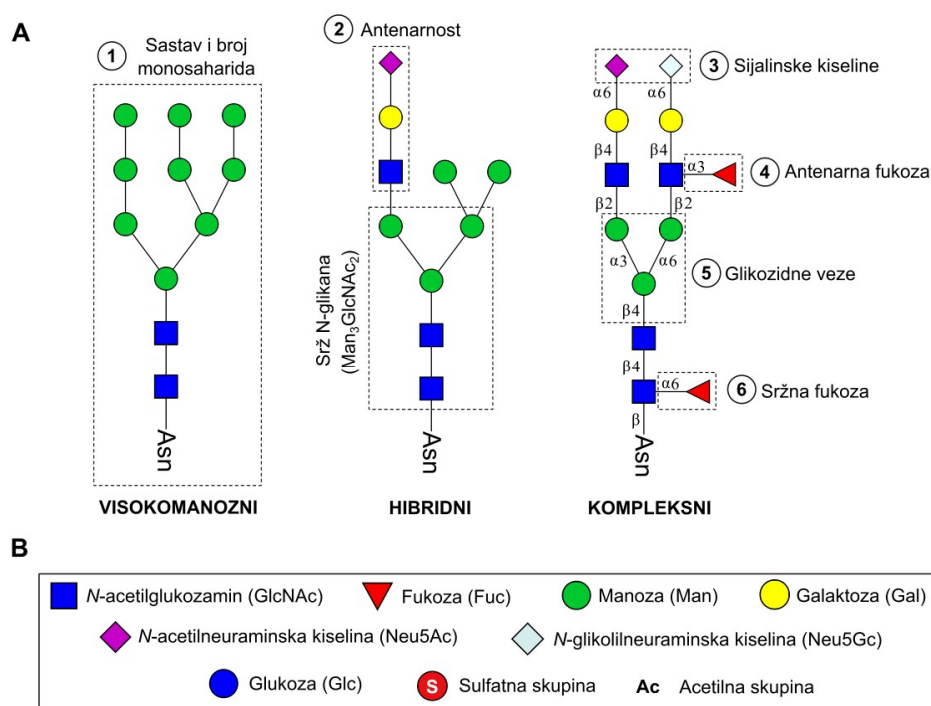 A
1 Sastav i broj
monosaharida
2 Antenarnost
3 Sijalinske kiseline
α6 α6
β4 β4
α3
4 Antenarna fukoza
β2 β2
Srž N-glikana
(Man₃GlcNAc₂)
α3 α6
5 Glikozidne veze
β4
β4
α6
6 Sržna fukoza
β
Asn Asn Asn
VISOKOMANOZNI HIBRIDNI KOMPLEKSNI
B
N-acetilglukozamin (GlcNAc) Fukoza (Fuc) Manoza (Man) Galaktoza (Gal)
N-acetilneuraminska kiselina (Neu5Ac) N-glikolilneuraminska kiselina (Neu5Gc)
Glukoza (Glc) S Sulfatna skupina Ac Acetilna skupina